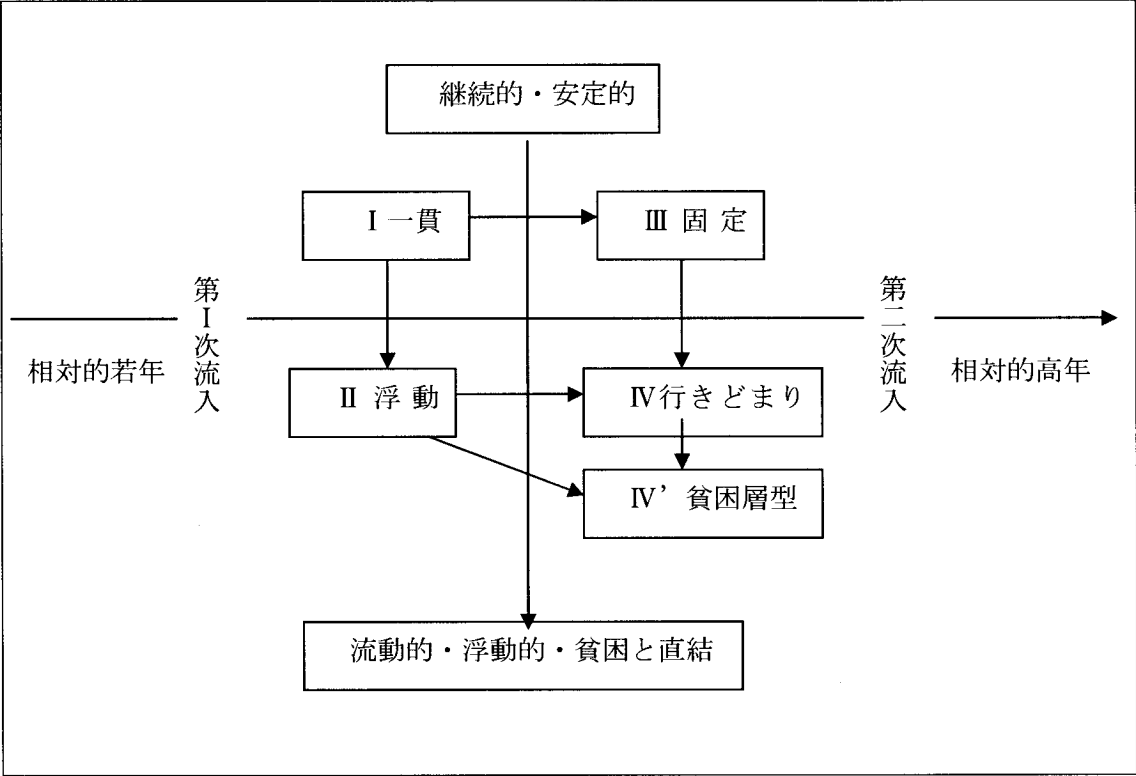 継続的・安定的
Ⅰ 一貫
Ⅲ 固 定
第Ⅰ次流入
第二次流入
相対的若年
相対的高年
Ⅱ 浮 動
Ⅳ行きどまり
Ⅳ’ 貧困層型
流動的・浮動的・貧困と直結